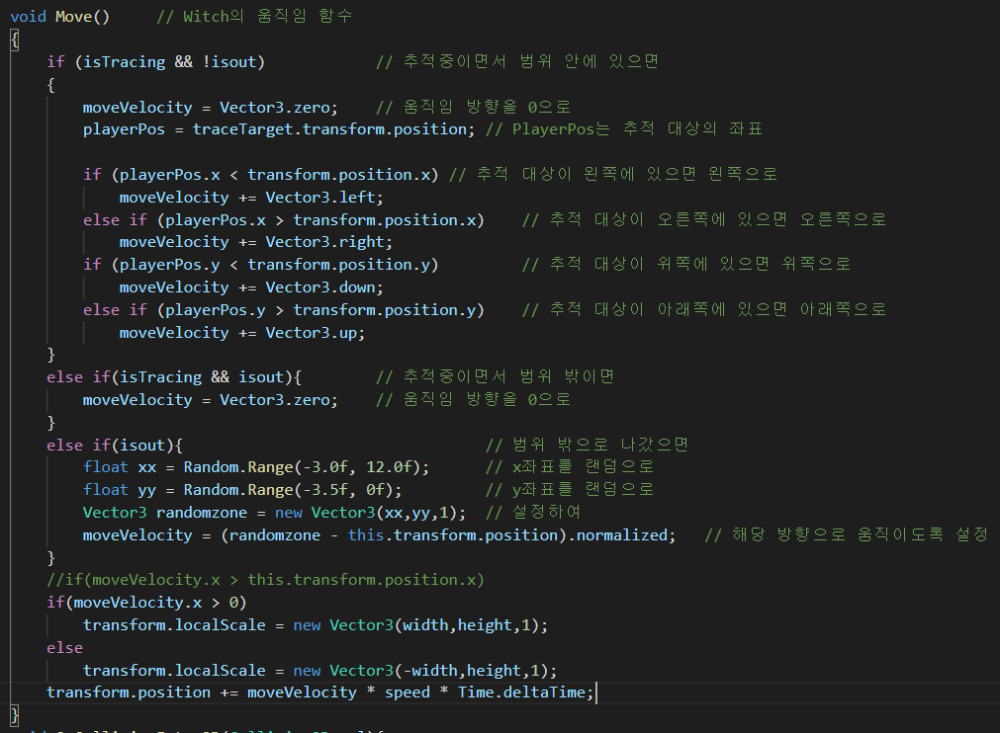 void Move()     // Witch의 움직임 함수
{
    if (isTracing && !isout)            // 추적중이면서 범위 안에 있으면
    {
        moveVelocity = Vector3.zero;    // 움직임 방향을 0으로
        playerPos = traceTarget.transform.position; // PlayerPos는 추적 대상의 좌표
        if (playerPos.x < transform.position.x) // 추적 대상이 왼쪽에 있으면 왼쪽으로
            moveVelocity += Vector3.left;
        else if (playerPos.x > transform.position.x)    // 추적 대상이 오른쪽에 있으면 오른쪽으로
            moveVelocity += Vector3.right;
        if (playerPos.y < transform.position.y)         // 추적 대상이 위쪽에 있으면 위쪽으로
            moveVelocity += Vector3.down;
        else if (playerPos.y > transform.position.y)    // 추적 대상이 아래쪽에 있으면 아래쪽으로
            moveVelocity += Vector3.up;
    }
    else if(isTracing && isout){        // 추적중이면서 범위 밖이면
        moveVelocity = Vector3.zero;    // 움직임 방향을 0으로
    }
    else if(isout){                                 // 범위 밖으로 나갔으면
        float xx = Random.Range(-3.0f, 12.0f);      // x좌표를 랜덤으로
        float yy = Random.Range(-3.5f, 0f);         // y좌표를 랜덤으로
        Vector3 randomzone = new Vector3(xx,yy,1);  // 설정하여
        moveVelocity = (randomzone - this.transform.position).normalized;   // 해당 방향으로 움직이도록 설정
    }
    //if(moveVelocity.x > this.transform.position.x)
    if(moveVelocity.x > 0)
        transform.localScale = new Vector3(width,height,1);
    else
        transform.localScale = new Vector3(-width,height,1);
    transform.position += moveVelocity * speed * Time.deltaTime;
}